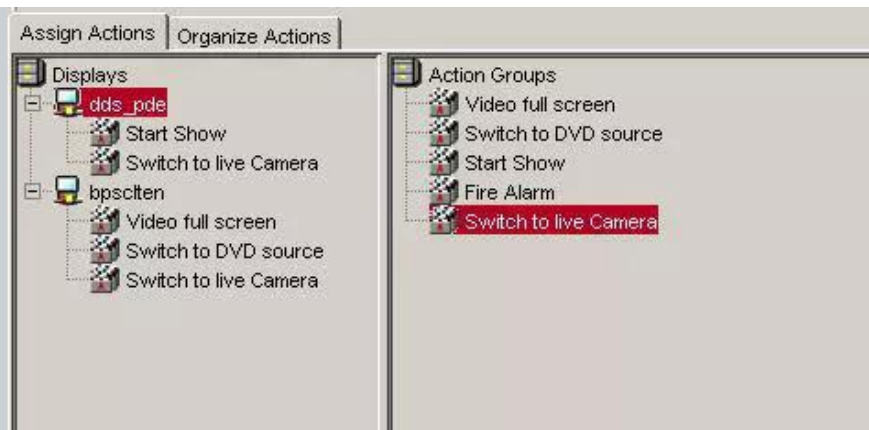 Assign Actions
Organize Actions
Displays
dds_pde
Start Show
Switch to live Camera
bpsclten
Video full screen
Switch to DVD source
Switch to live Camera
Action Groups
Video full screen
Switch to DVD source
Start Show
Fire Alarm
Switch to live Camera